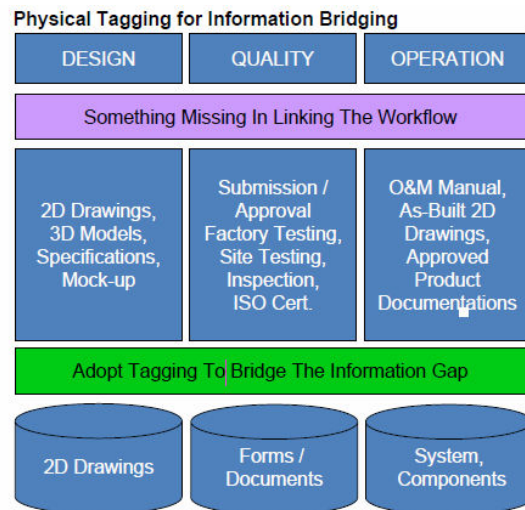 Physical Tagging for Information Bridging
DESIGN
QUALITY
OPERATION
Something Missing In Linking The Workflow
2D Drawings,
3D Models,
Specifications,
Mock-up
Submission /
Approval
Factory Testing,
Site Testing,
Inspection,
ISO Cert.
O&M Manual,
As-Built 2D
Drawings,
Approved
Product
Documentations
Adopt Tagging To Bridge The Information Gap
2D Drawings
Forms /
Documents
System,
Components